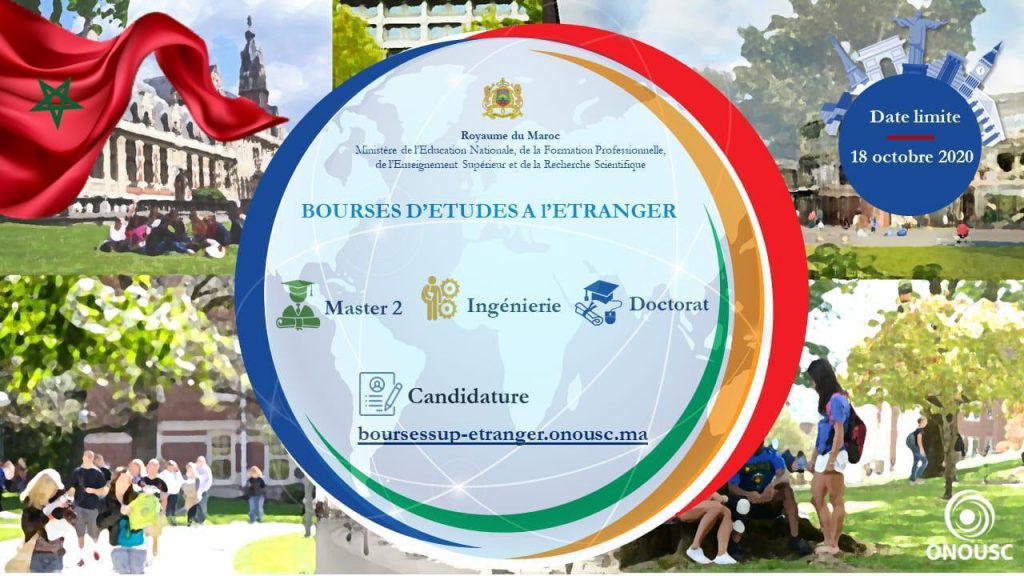 Royaume du Maroc
Ministère de l'Education Nationale, de la Formation Professionnelle,
de l'Enseignement Supérieur et de la Recherche Scientifique
BOURSES D'ETUDES A l'ETRANGER
Master 2
Ingénierie
Doctorat
Candidature
boursessup-etranger.onousc.ma
Date limite
18 octobre 2020
ONOUSC